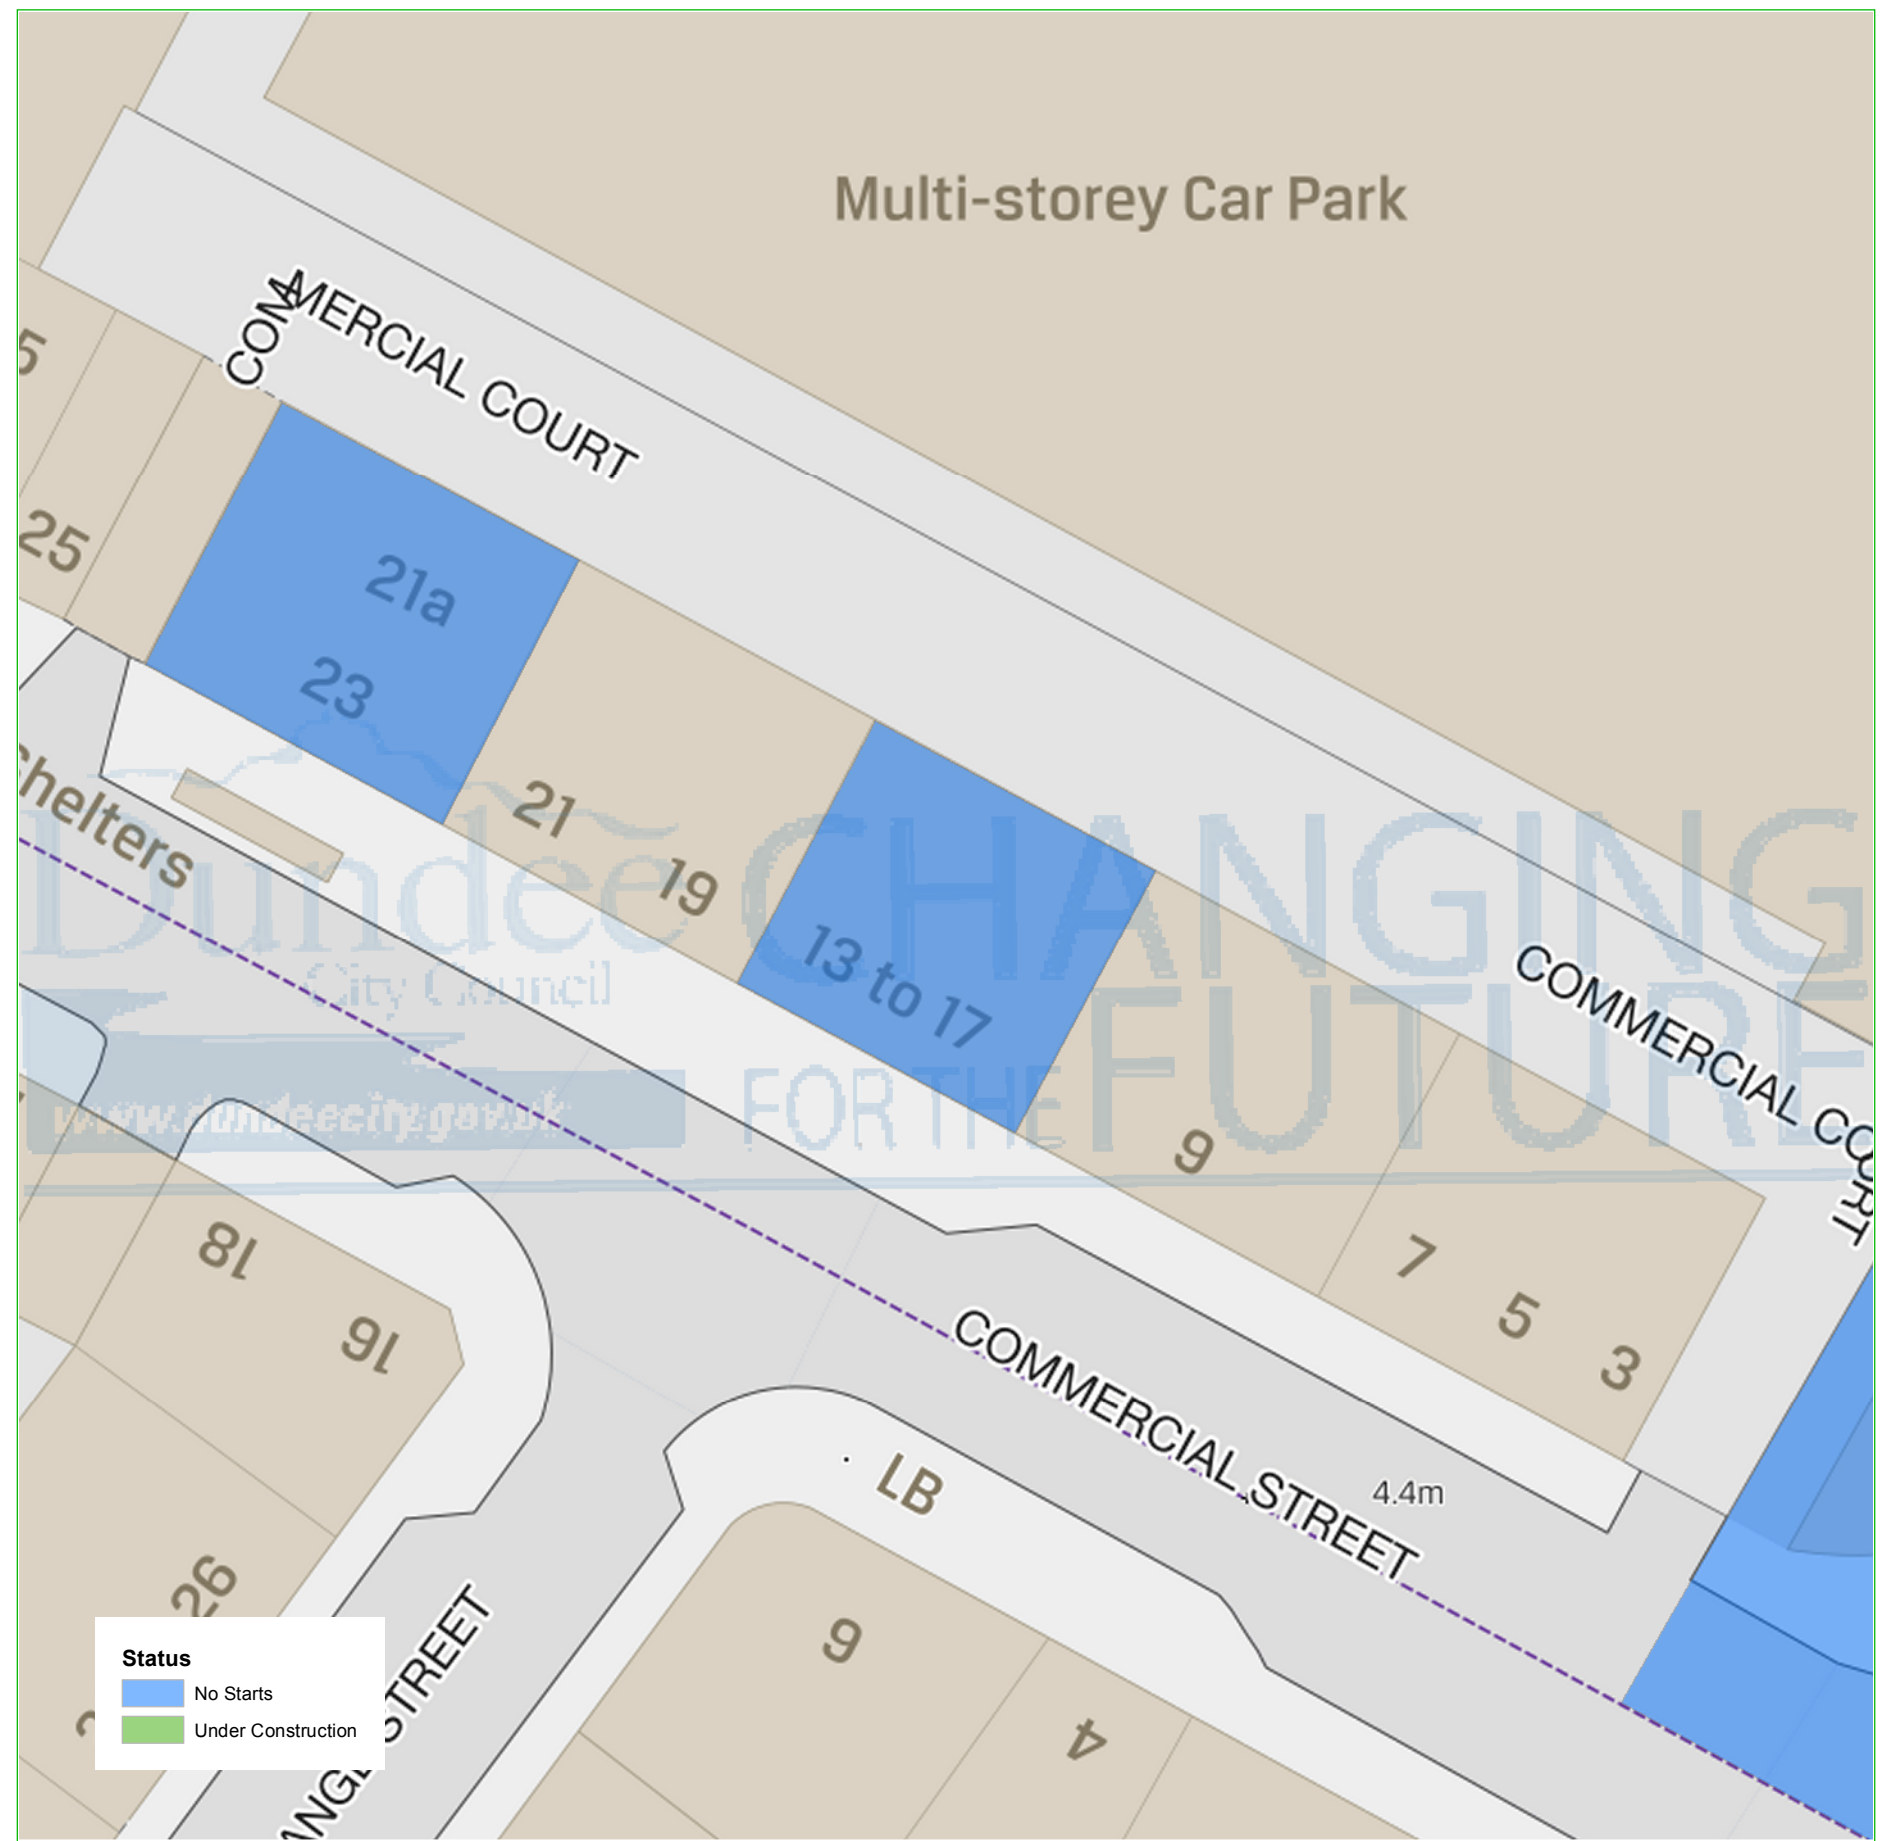 Multi-storey Car Park
COMMERCIAL COURT
5
25
21a
23
21
19
13 to 17
9
7
5
3
COMMERCIAL COURT
Shelters
Dundee
City Council
www.dundeecity.gov.uk
CHANGING
FOR THE FUTURE
18
16
26
COMMERCIAL STREET
4.4m
LB
6
4
STREET
Status
No Starts
Under Construction